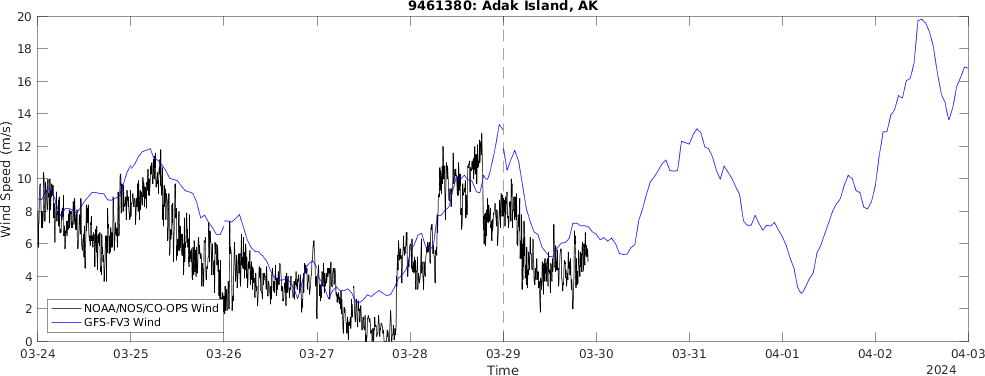 9461380: Adak Island, AK
Wind Speed (m/s)
20
18
16
14
12
10
8
6
4
2
0
NOAA/NOS/CO-OPS Wind
GFS-FV3 Wind
03-24 03-25 03-26 03-27 03-28 03-29 03-30 03-31 04-01 04-02 04-03
Time
2024